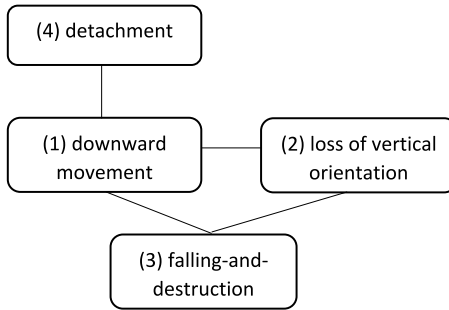 (4) detachment
(1) downward
movement
(2) loss of vertical
orientation
(3) falling-and-
destruction